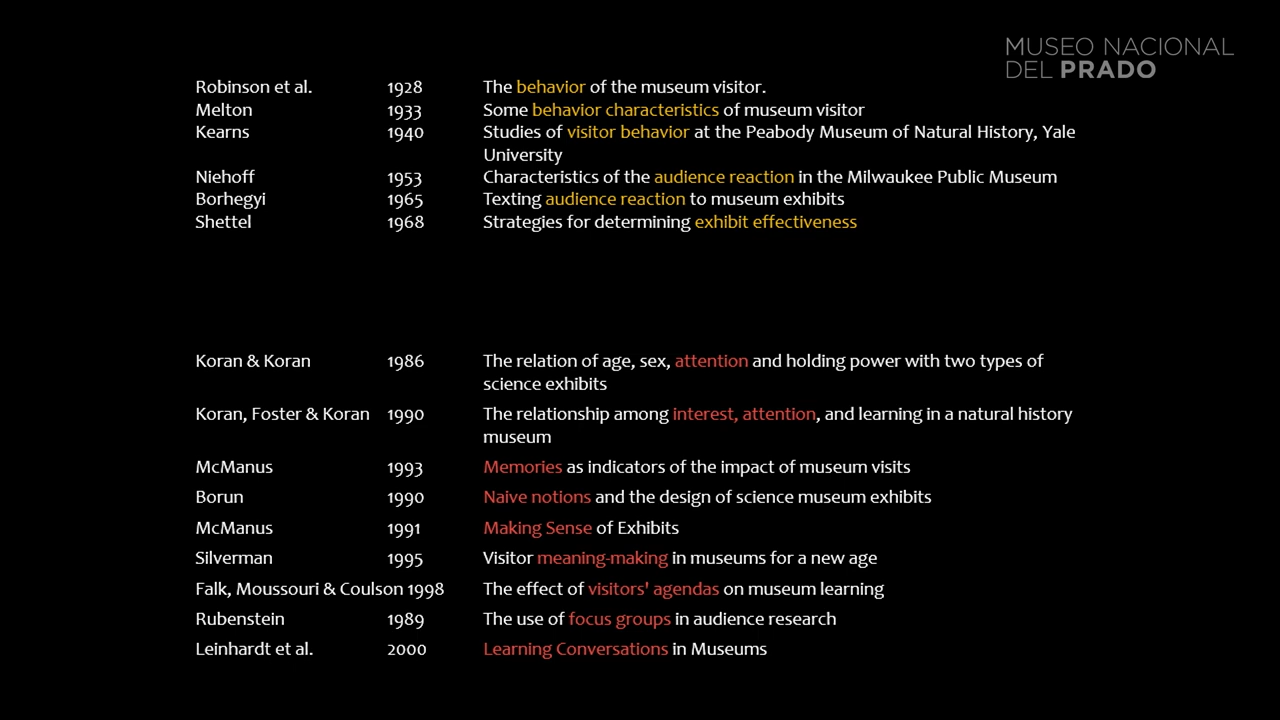 MUSEO NACIONAL
DEL PRADO
Robinson et al. 1928 The behavior of the museum visitor.
Melton 1933 Some behavior characteristics of museum visitor
Kearns 1940 Studies of visitor behavior at the Peabody Museum of Natural History, Yale
University
Niehoff 1953 Characteristics of the audience reaction in the Milwaukee Public Museum
Borhegyi 1965 Texting audience reaction to museum exhibits
Shettel 1968 Strategies for determining exhibit effectiveness
Koran & Koran 1986 The relation of age, sex, attention and holding power with two types of
science exhibits
Koran, Foster & Koran 1990 The relationship among interest, attention, and learning in a natural history
museum
McManus 1993 Memories as indicators of the impact of museum visits
Borun 1990 Naive notions and the design of science museum exhibits
McManus 1991 Making Sense of Exhibits
Silverman 1995 Visitor meaning-making in museums for a new age
Falk, Moussouri & Coulson 1998 The effect of visitors' agendas on museum learning
Rubenstein 1989 The use of focus groups in audience research
Leinhardt et al. 2000 Learning Conversations in Museums